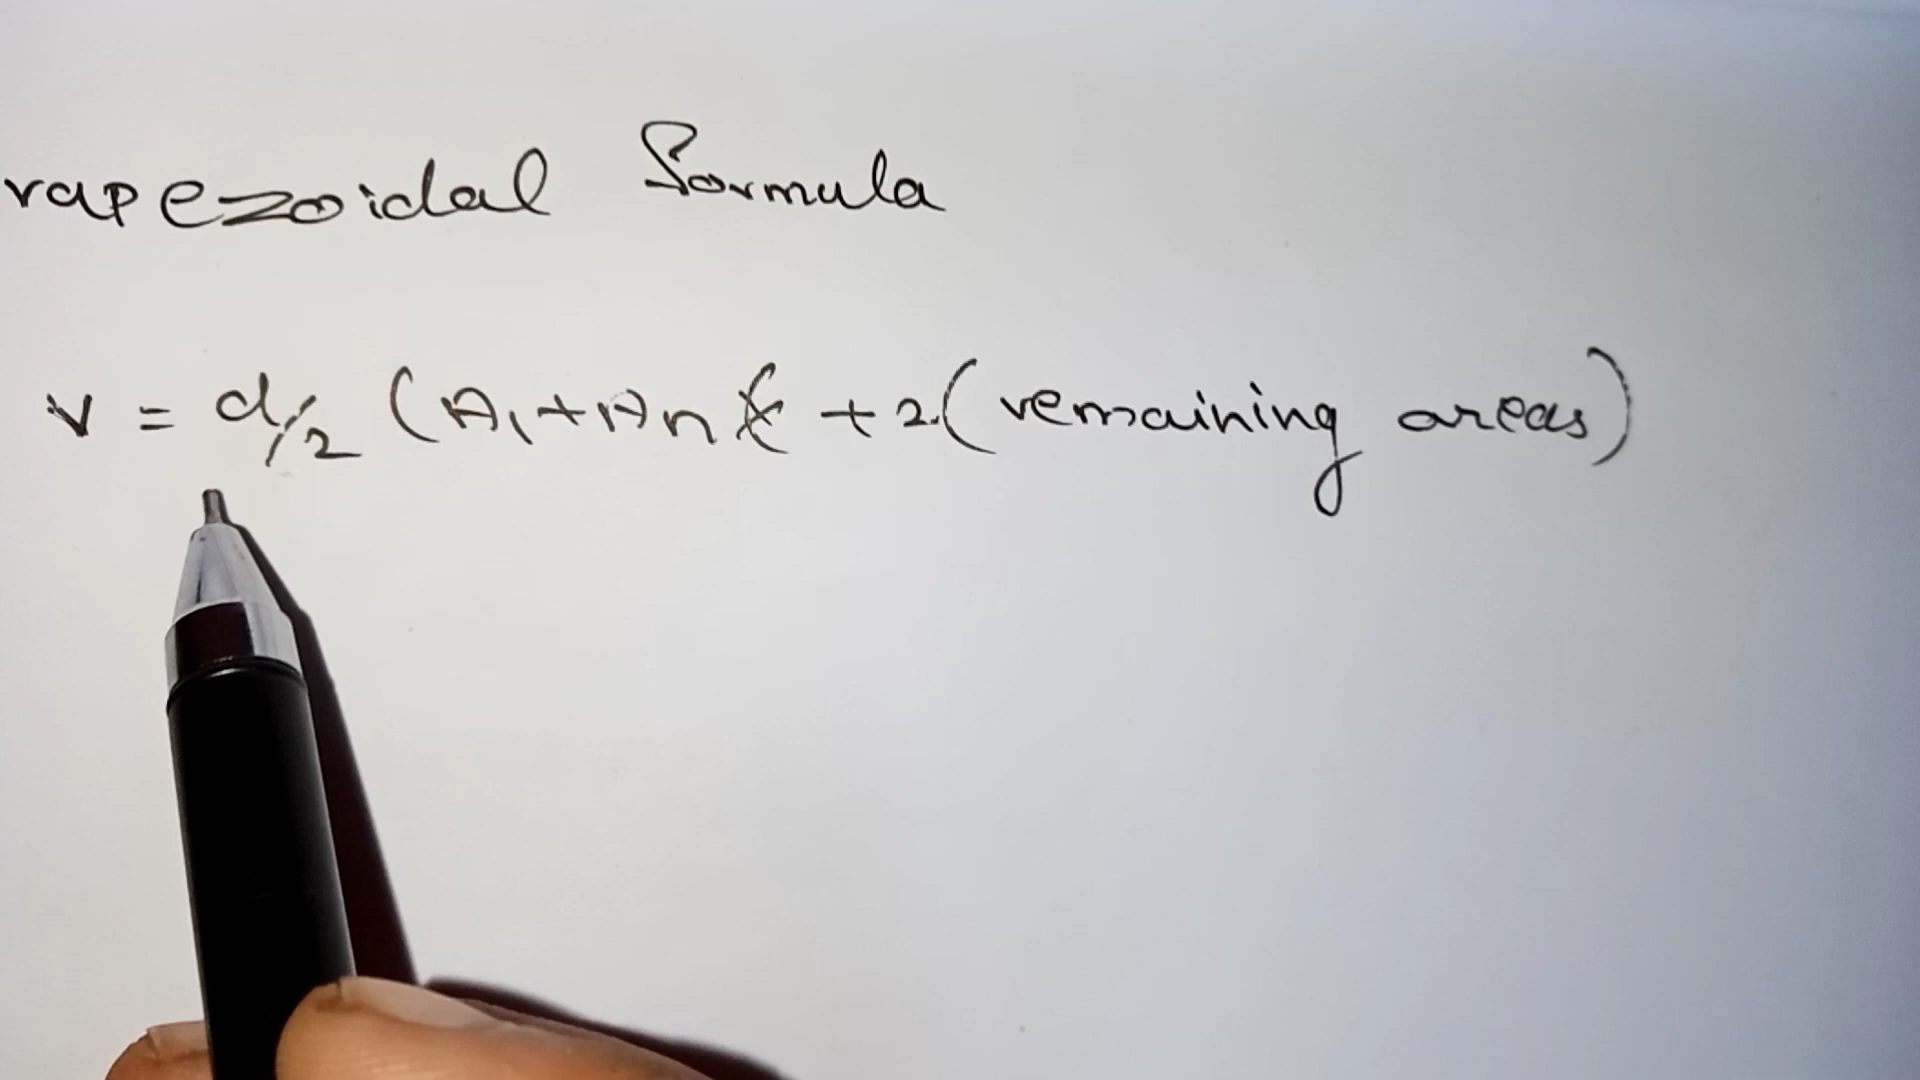 rapezoidal formula
V = d/2 (A1+An + 2(remaining areas)